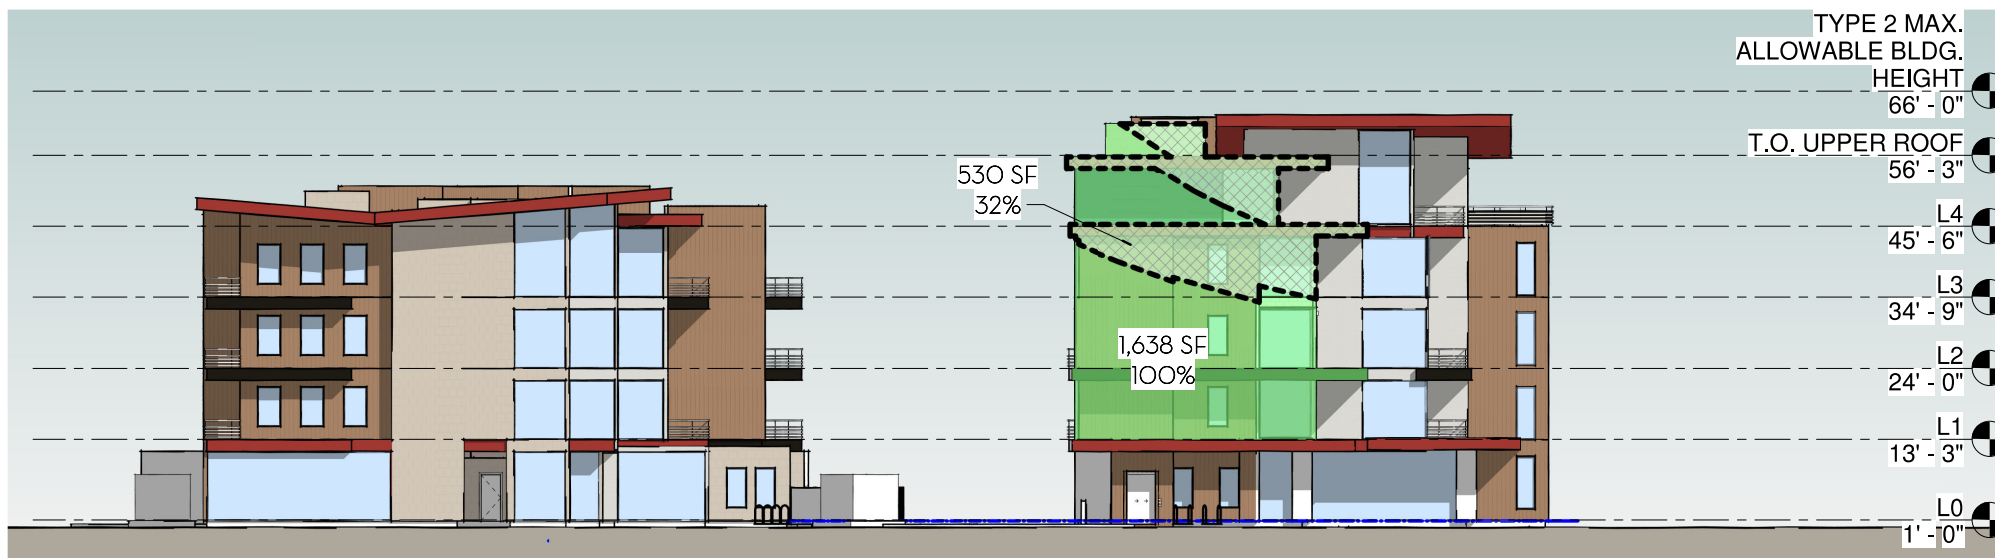 TYPE 2 MAX.
ALLOWABLE BLDG.
HEIGHT
66' - 0"
T.O. UPPER ROOF
56' - 3"
530 SF
32%
L4
45' - 6"
L3
34' - 9"
1,638 SF
100%
L2
24' - 0"
L1
13' - 3"
L0
1' - 0"